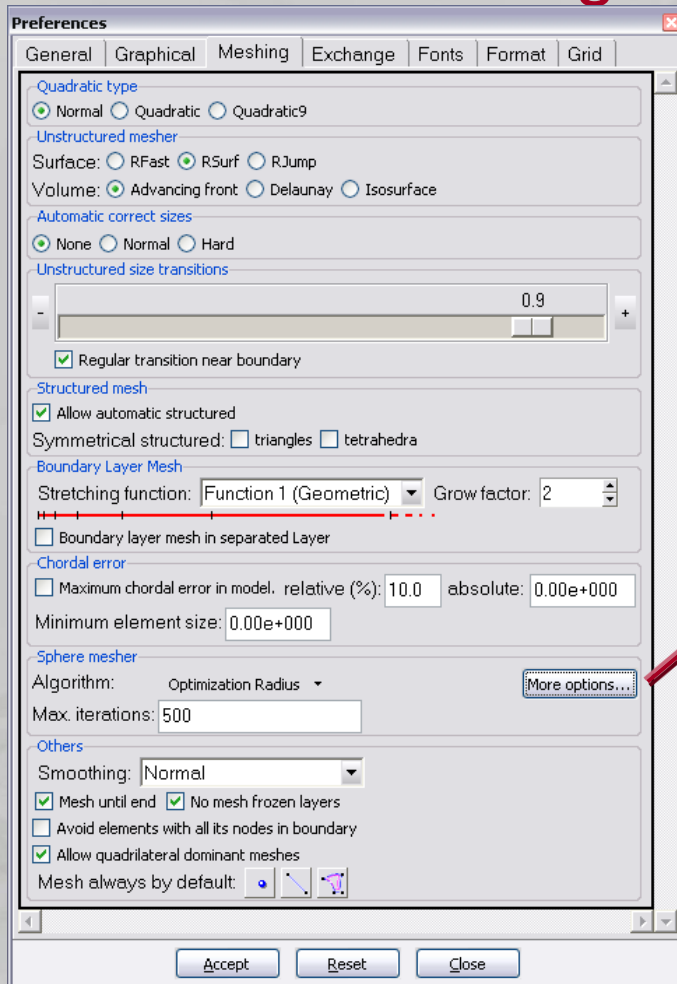 Preferences
General Graphical Meshing Exchange Fonts Format Grid
Quadratic type
Normal Quadratic Quadratic9
Unstructured mesher
Surface: RFast RSurf RJump
Volume: Advancing front Delaunay Isosurface
Automatic correct sizes
None Normal Hard
Unstructured size transitions
0.9
- +
Regular transition near boundary
Structured mesh
Allow automatic structured
Symmetrical structured: triangles tetrahedra
Boundary Layer Mesh
Stretching function: Function 1 (Geometric) Grow factor: 2
Boundary layer mesh in separated Layer
Chordal error
Maximum chordal error in model. relative (%): 10.0 absolute: 0.00e+000
Minimum element size: 0.00e+000
Sphere mesher
Algorithm: Optimization Radius More options...
Max. iterations: 500
Others
Smoothing: Normal
Mesh until end No mesh frozen layers
Avoid elements with all its nodes in boundary
Allow quadrilateral dominant meshes
Mesh always by default:
Accept Reset Close